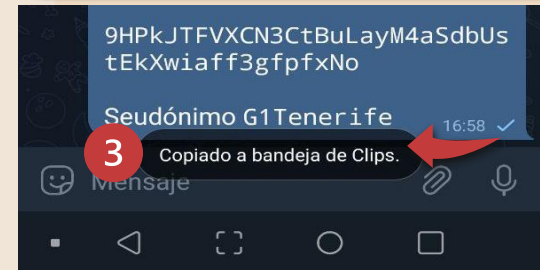 9HPkJTFVXCN3CtBuLayM4aSdbUs
tEkXwiaff3gfpfxNo
Seudónimo G1Tenerife
16:58
3
Copiado a bandeja de Clips.
Mensaje